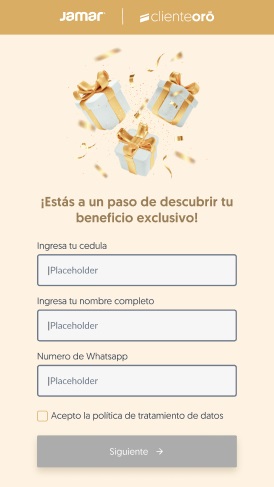 Jamar
clienteorō
¡Estás a un paso de descubrir tu
beneficio exclusivo!
Ingresa tu cedula
Placeholder
Ingresa tu nombre completo
Placeholder
Numero de Whatsapp
Placeholder
Acepto la política de tratamiento de datos
Siguiente →